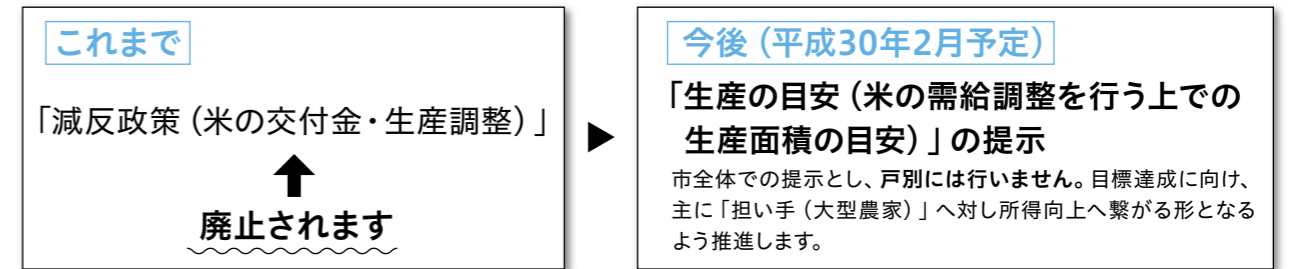 これまで
「減反政策（米の交付金・生産調整）」
廃止されます
今後（平成30年2月予定）
「生産の目安（米の需給調整を行う上での
生産面積の目安）」の提示
市全体での提示とし、戸別には行いません。目標達成に向け、
主に「担い手（大型農家）」へ対し所得向上へ繋がる形となる
よう推進します。